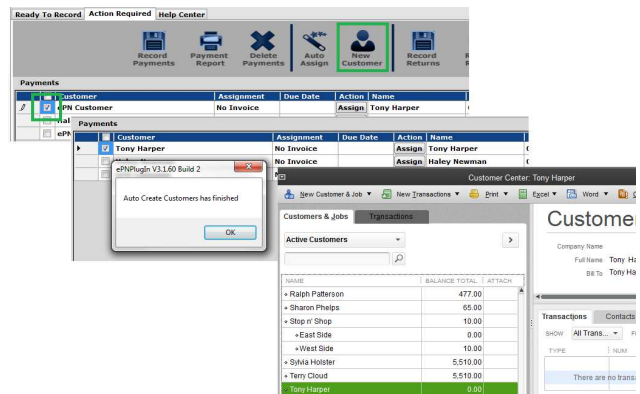 Ready To Record Action Required Help Center
Record Payments
Payment Report
Delete Payments
Auto Assign
New Customer
Record Returns
Payments
Customer Assignment Due Date Action Name
ePN Customer No Invoice Assign Tony Harper
ePN
Payments
Customer Assignment Due Date Action Name
Tony Harper No Invoice Assign Tony Harper
No Invoice Assign Haley Newman
ePNPlugIn V3.1.60 Build 2
Auto Create Customers has finished
OK
Customer Center: Tony Harper
New Customer & Job New Transactions Print Excel Word
Customers & Jobs Transactions
Active Customers
NAME BALANCE TOTAL ATTACH
Ralph Patterson 477.00
Sharon Phelps 65.00
Stop n' Shop 10.00
East Side 0.00
West Side 10.00
Sylvia Holster 5,510.00
Terry Cloud 5,510.00
Tony Harper 0.00
Company Name
Full Name Tony
Bill To Tony
Transactions Contacts
SHOW All Trans...
TYPE NUM
There are no